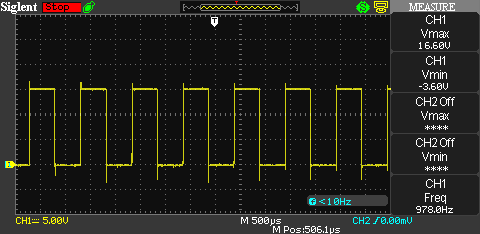 Siglent Stop MEASURE
T
CH1
Vmax
16.60V
CH1
Vmin
-3.60V
CH2 Off
Vmax
****
CH2 Off
Vmin
****
CH1
Freq
978.0Hz
1
<10Hz
CH1 5.00V M 500µs CH2 0.00mV
M Pos:506.1µs